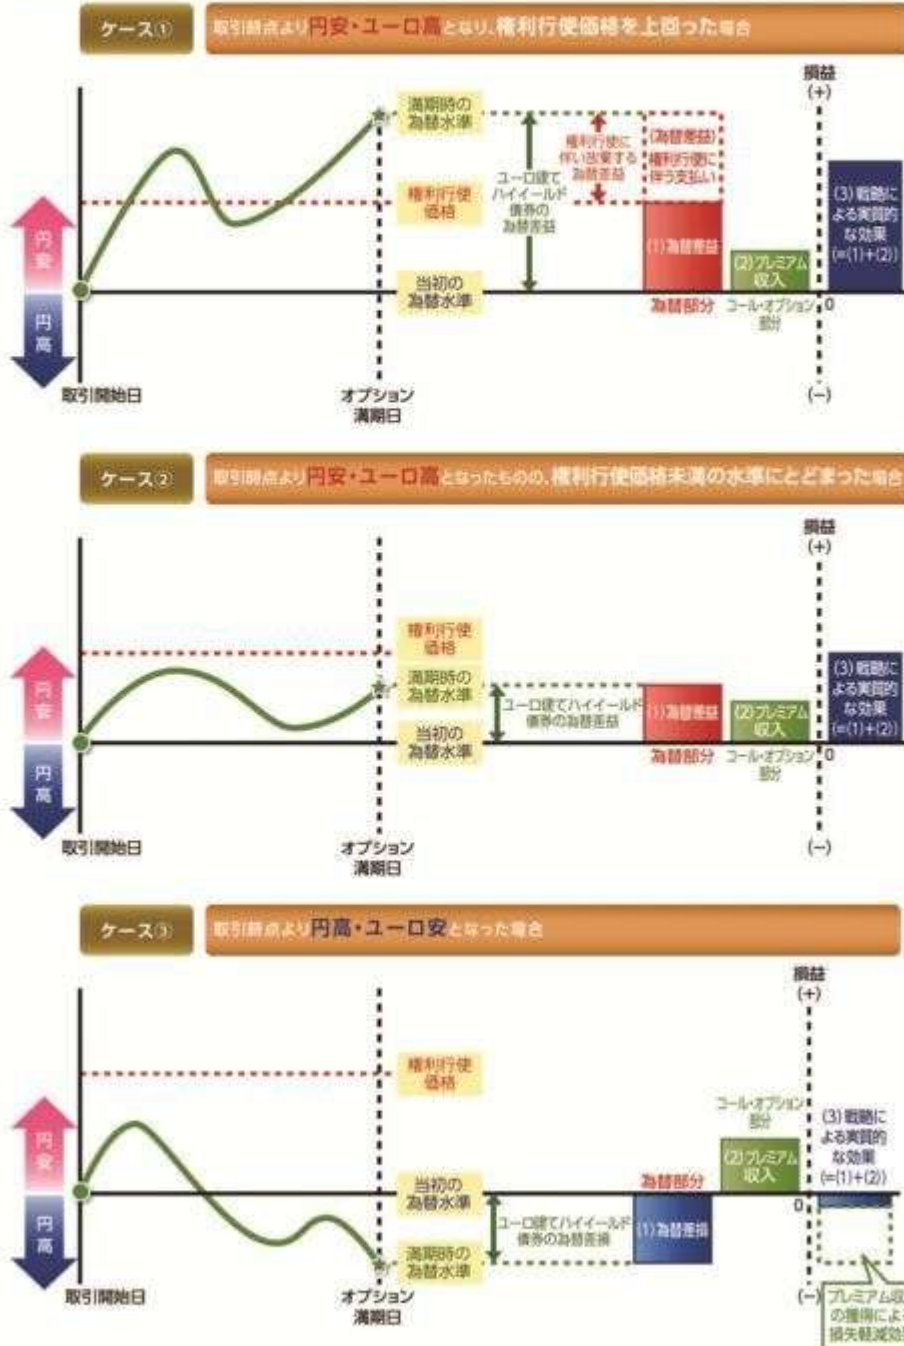 ケース①
取引時点より円安・ユーロ高となり、権利行使価格を上回った場合
損益
(+)
満期時の
為替水準
権利行使に
伴い放棄する
為替差益
(為替差益)
権利行使に
伴う支払い
ユーロ建て
ハイイールド
債券の
為替差益
権利行使
価格
(3)戦略に
よる実質的
な効果
(=(1)+(2))
円安
(1)為替差益
(2)プレミアム
収入
当初の
為替水準
為替部分
コール・オプション
部分
0
円高
取引開始日
オプション
満期日
(−)
ケース②
取引時点より円安・ユーロ高となったものの、権利行使価格未満の水準にとどまった場合
損益
(+)
権利行使
価格
円安
満期時の
為替水準
ユーロ建てハイイールド
債券の為替差益
(1)為替差益
(2)プレミアム
収入
(3)戦略に
よる実質的
な効果
(=(1)+(2))
当初の
為替水準
為替部分
コール・オプション
部分
0
円高
取引開始日
オプション
満期日
(−)
ケース③
取引時点より円高・ユーロ安となった場合
損益
(+)
権利行使
価格
円安
コール・オプション
部分
(2)プレミアム
収入
(3)戦略に
よる実質的
な効果
(=(1)+(2))
当初の
為替水準
為替部分
0
円高
ユーロ建てハイイールド
債券の為替差損
(1)為替差損
満期時の
為替水準
取引開始日
オプション
満期日
(−)
プレミアム収
の獲得によ
損失軽減効